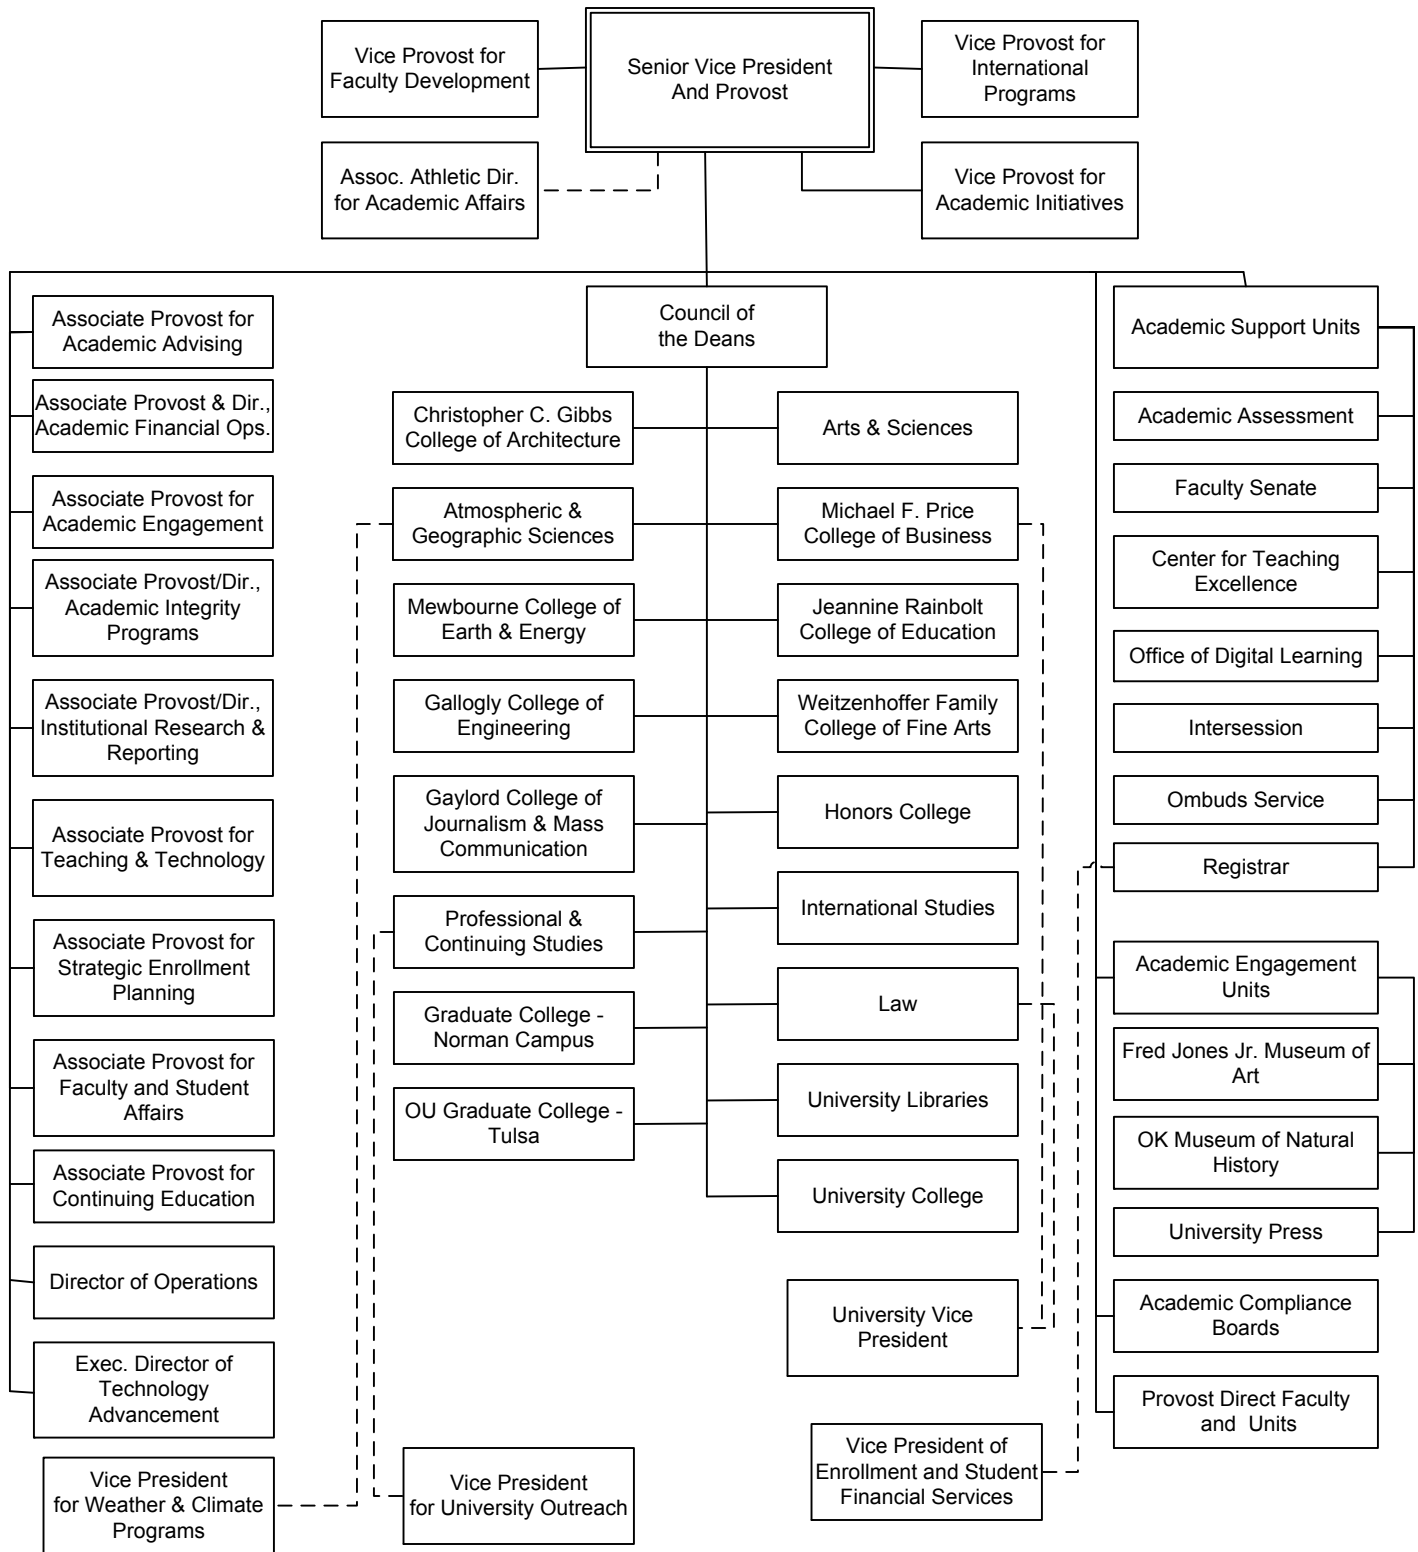 Vice Provost for
Faculty Development
Senior Vice President
And Provost
Vice Provost for
International
Programs
Assoc. Athletic Dir.
for Academic Affairs
Vice Provost for
Academic Initiatives
Associate Provost for
Academic Advising
Associate Provost & Dir.,
Academic Financial Ops.
Associate Provost for
Academic Engagement
Associate Provost/Dir.,
Academic Integrity
Programs
Associate Provost/Dir.,
Institutional Research &
Reporting
Associate Provost for
Teaching & Technology
Associate Provost for
Strategic Enrollment
Planning
Associate Provost for
Faculty and Student
Affairs
Associate Provost for
Continuing Education
Director of Operations
Exec. Director of
Technology
Advancement
Vice President
for Weather & Climate
Programs
Council of
the Deans
Christopher C. Gibbs
College of Architecture
Atmospheric &
Geographic Sciences
Mewbourne College of
Earth & Energy
Gallogly College of
Engineering
Gaylord College of
Journalism & Mass
Communication
Professional &
Continuing Studies
Graduate College -
Norman Campus
OU Graduate College -
Tulsa
Vice President
for University Outreach
Arts & Sciences
Michael F. Price
College of Business
Jeannine Rainbolt
College of Education
Weitzenhoffer Family
College of Fine Arts
Honors College
International Studies
Law
University Libraries
University College
University Vice
President
Vice President of
Enrollment and Student
Financial Services
Academic Support Units
Academic Assessment
Faculty Senate
Center for Teaching
Excellence
Office of Digital Learning
Intersession
Ombuds Service
Registrar
Academic Engagement
Units
Fred Jones Jr. Museum of
Art
OK Museum of Natural
History
University Press
Academic Compliance
Boards
Provost Direct Faculty
and Units